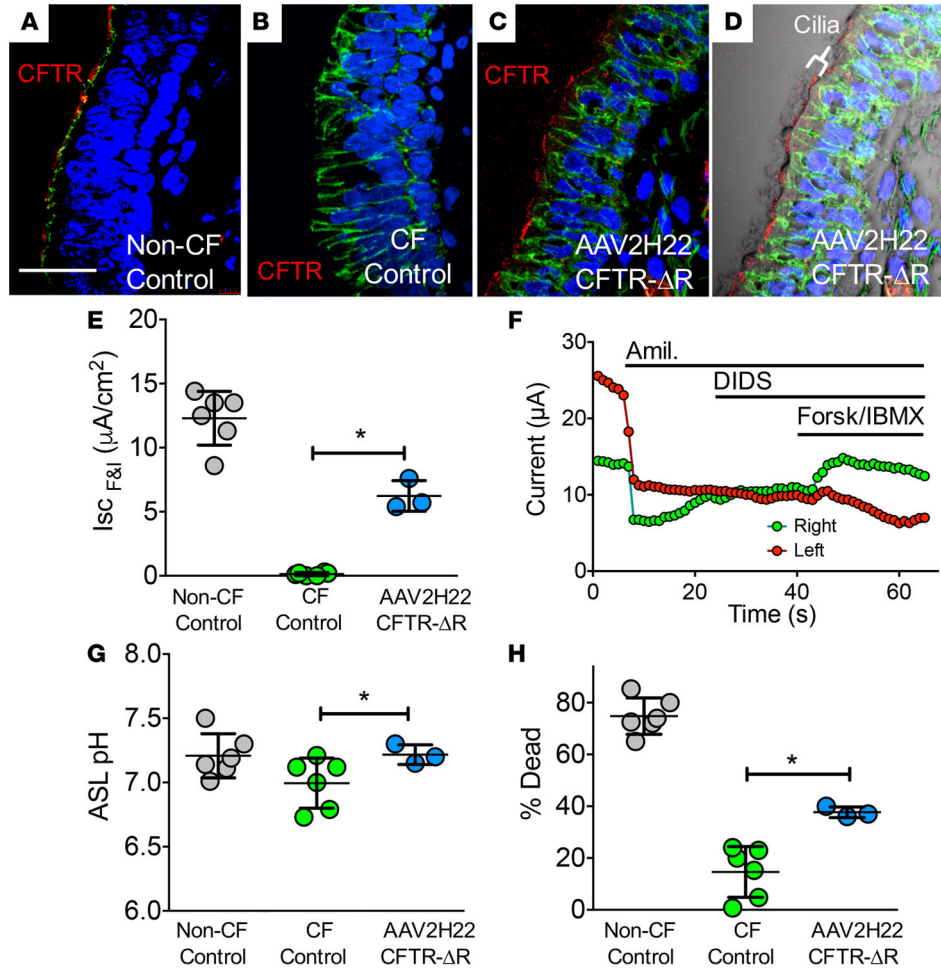 A
CFTR
Non-CF
Control
B
CFTR
CF
Control
C
CFTR
AAV2H22
CFTR-ΔR
D
Cilia
AAV2H22
CFTR-ΔR
E
Isc F&I (μA/cm2)
15
10
5
0
*
Non-CF
Control
CF
Control
AAV2H22
CFTR-ΔR
F
Current (μA)
30
20
10
0
Amil.
DIDS
Forsk/IBMX
Right
Left
0
20
40
60
Time (s)
G
ASL pH
8.0
7.5
7.0
6.5
6.0
*
Non-CF
Control
CF
Control
AAV2H22
CFTR-ΔR
H
% Dead
80
60
40
20
0
*
Non-CF
Control
CF
Control
AAV2H22
CFTR-ΔR